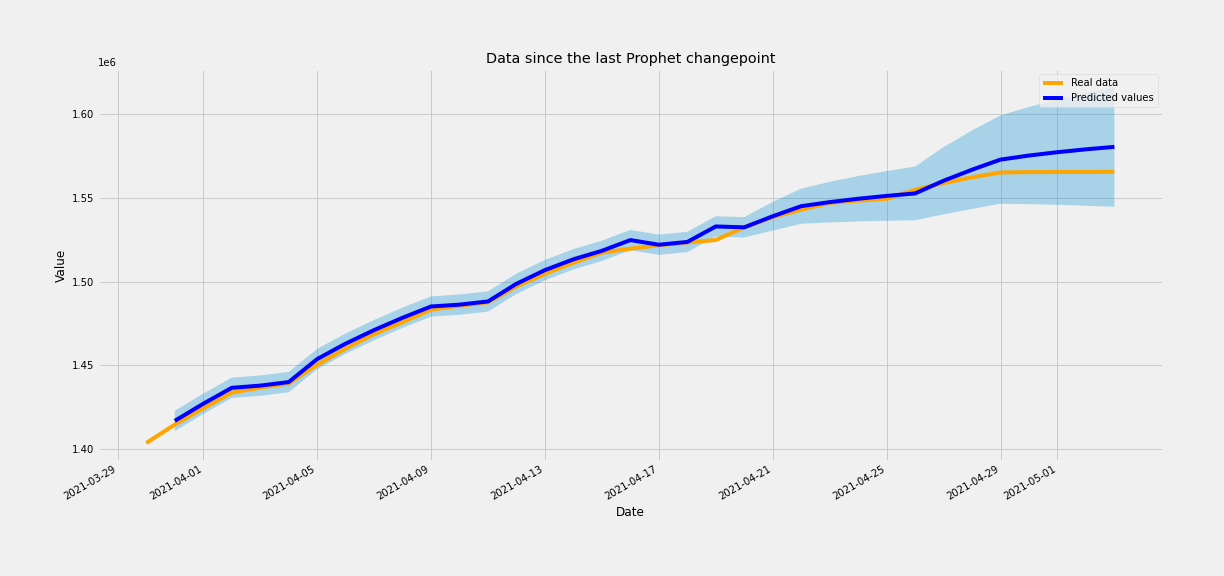 Data since the last Prophet changepoint
1e6
Real data
Predicted values
1.60
1.55
1.50
1.45
1.40
Value
2021-03-29
2021-04-01
2021-04-05
2021-04-09
2021-04-13
2021-04-17
2021-04-21
2021-04-25
2021-04-29
2021-05-01
Date